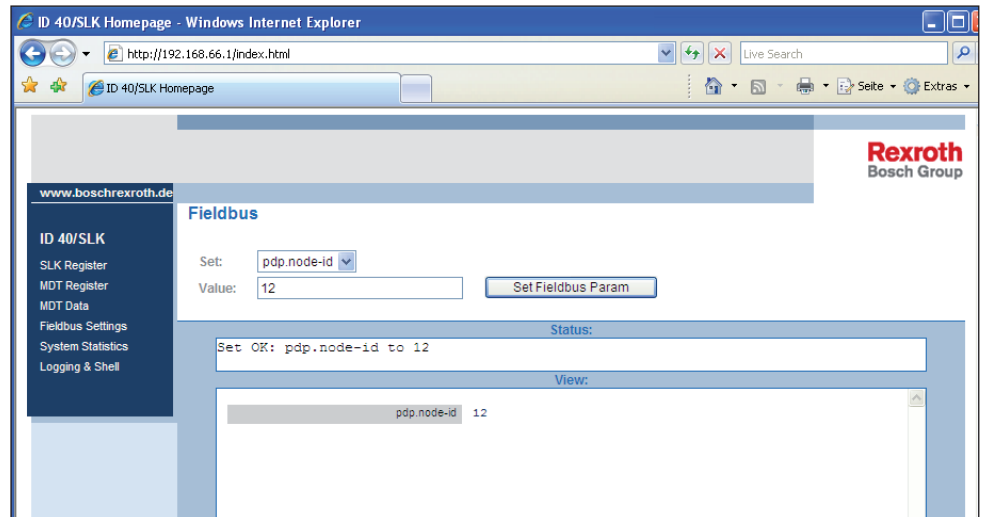 ID 40/SLK Homepage - Windows Internet Explorer
http://192.168.66.1/index.html
Live Search
ID 40/SLK Homepage
Seite
Extras
Rexroth
Bosch Group
www.boschrexroth.de
ID 40/SLK
SLK Register
MDT Register
MDT Data
Fieldbus Settings
System Statistics
Logging & Shell
Fieldbus
Set: pdp.node-id
Value: 12 Set Fieldbus Param
Status:
Set OK: pdp.node-id to 12
View:
pdp.node-id 12